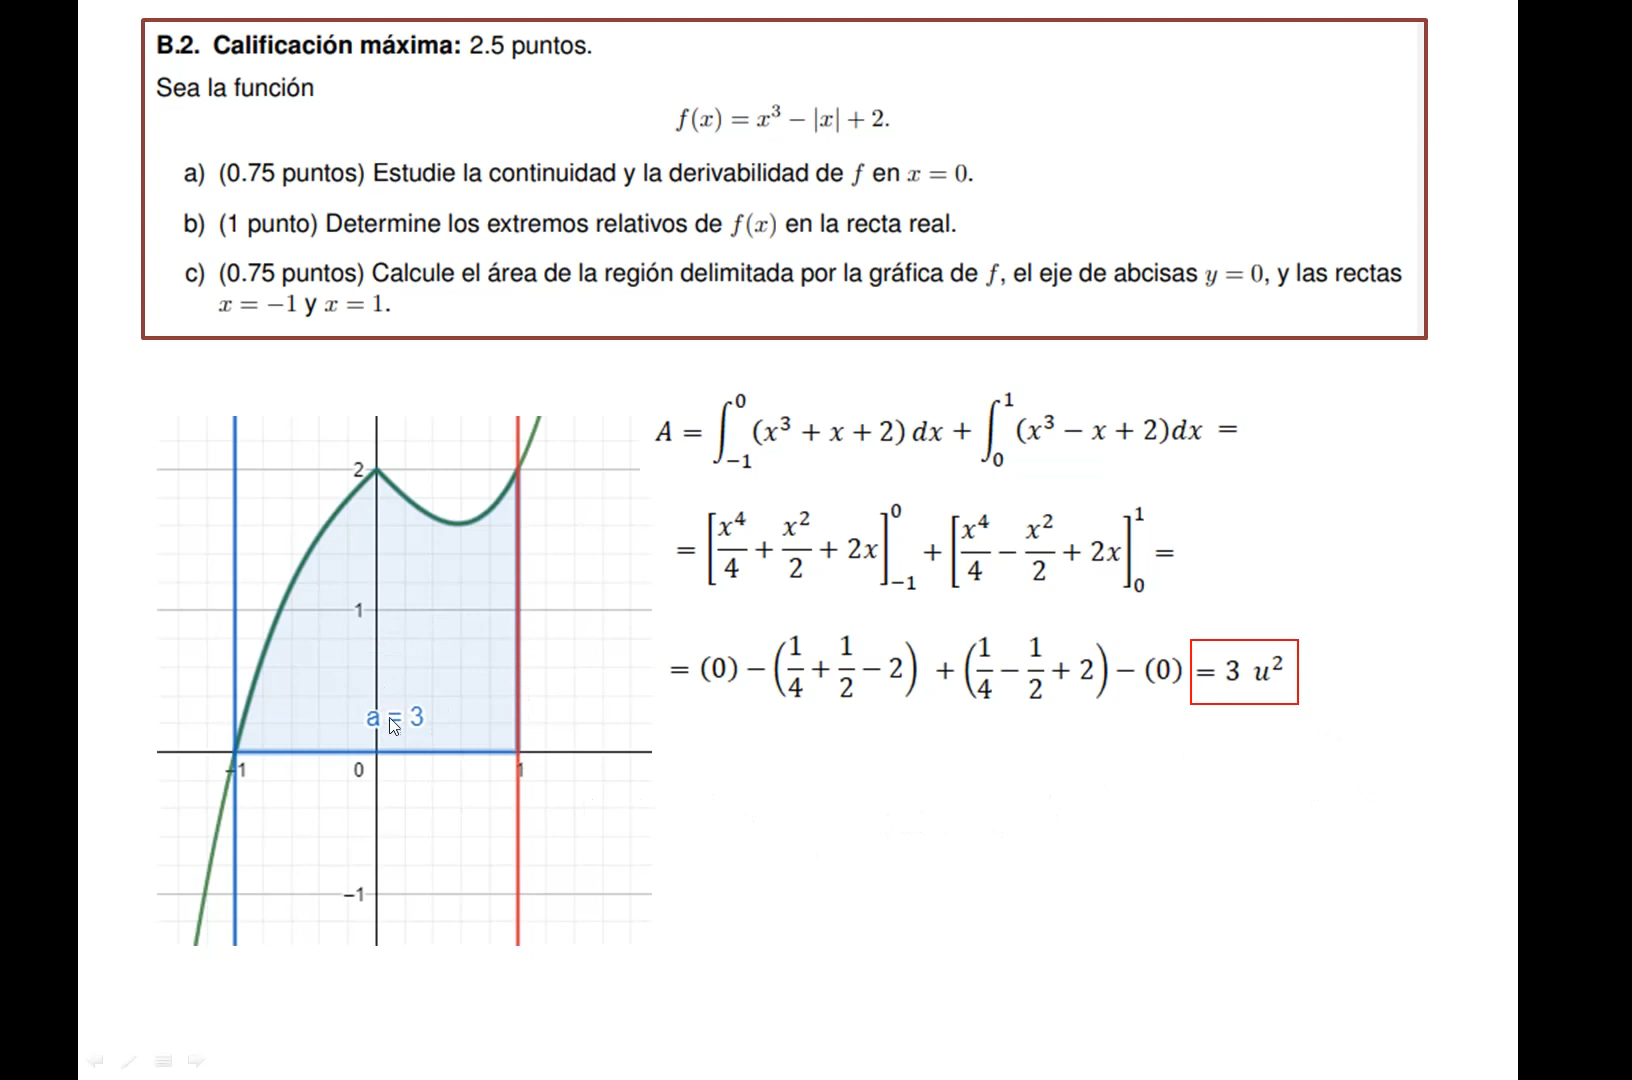 B.2. Calificación máxima: 2.5 puntos.
Sea la función
f(x) = x³ − |x| + 2.
a) (0.75 puntos) Estudie la continuidad y la derivabilidad de f en x = 0.
b) (1 punto) Determine los extremos relativos de f(x) en la recta real.
c) (0.75 puntos) Calcule el área de la región delimitada por la gráfica de f, el eje de abcisas y = 0, y las rectas
x = −1 y x = 1.
A = ∫_{−1}^{0} (x³ + x + 2) dx + ∫_{0}^{1} (x³ − x + 2)dx =
= [x⁴/4 + x²/2 + 2x]_{−1}^{0} + [x⁴/4 − x²/2 + 2x]_{0}^{1} =
= (0) − (1/4 + 1/2 − 2) + (1/4 − 1/2 + 2) − (0) = 3 u²
2
1
a = 3
−1 0 1
−1